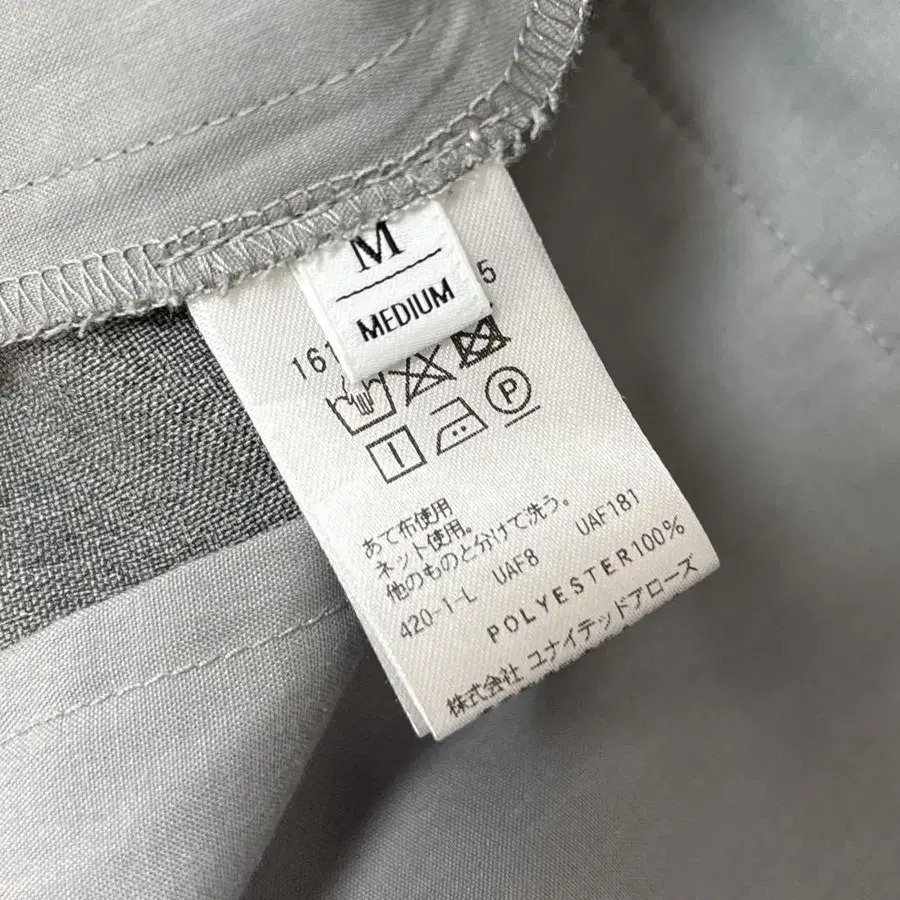 M
MEDIUM
5
161
P
あて布使用
ネット使用。
他のものと分けて洗う。
420-1-L UAF8 UAF181
POLYESTER100%
株式会社 ユナイテッドアローズ